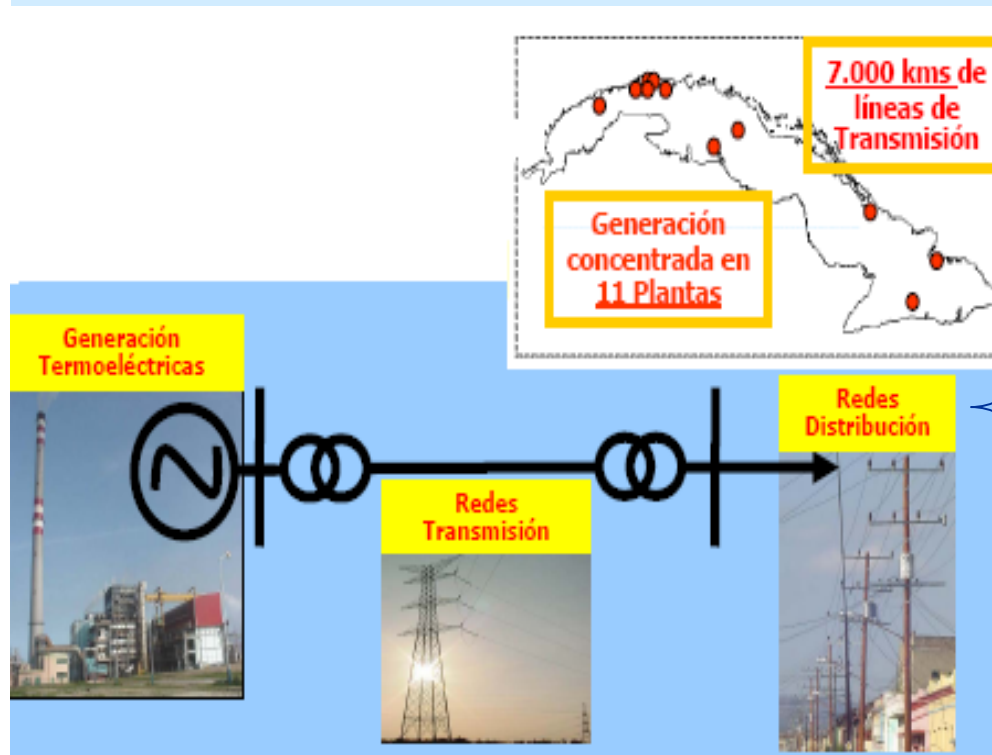 7.000 kms de
líneas de
Transmisión
Generación
concentrada en
11 Plantas
Generación
Termoeléctricas
Redes
Transmisión
Redes
Distribución